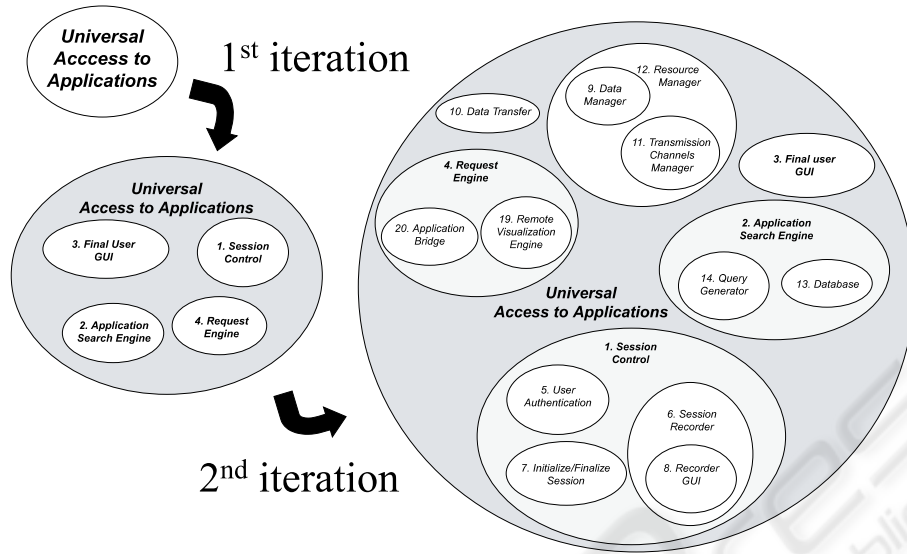 Universal
Acccess to
Applications
1st iteration
Universal
Access to Applications
3. Final User
GUI
1. Session
Control
2. Application
Search Engine
4. Request
Engine
2nd iteration
12. Resource
Manager
9. Data
Manager
11. Transmission
Channels
Manager
10. Data Transfer
3. Final user
GUI
4. Request
Engine
20. Application
Bridge
19. Remote
Visualization
Engine
2. Application
Search Engine
14. Query
Generator
13. Database
Universal
Access to Applications
1. Session
Control
5. User
Authentication
6. Session
Recorder
7. Initialize/Finalize
Session
8. Recorder
GUI